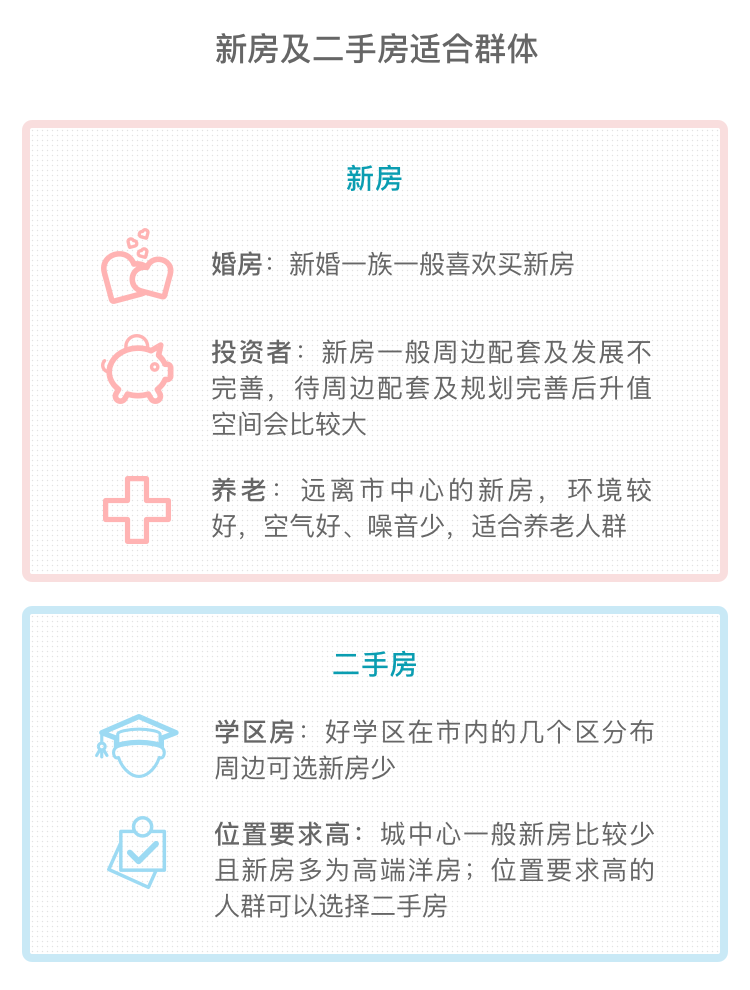 新房及二手房适合群体
新房
婚房：新婚一族一般喜欢买新房
投资者：新房一般周边配套及发展不
完善，待周边配套及规划完善后升值
空间会比较大
养老：远离市中心的新房，环境较
好，空气好、噪音少，适合养老人群
二手房
学区房：好学区在市内的几个区分布
周边可选新房少
位置要求高：城中心一般新房比较少
且新房多为高端洋房；位置要求高的
人群可以选择二手房